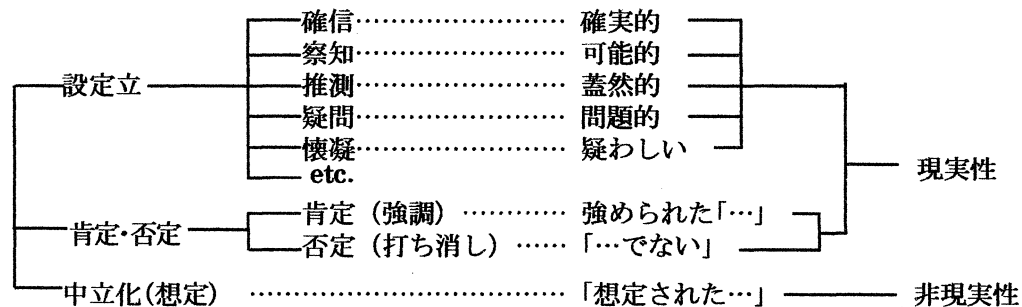 確信…………………… 確実的
察知…………………… 可能的
設定立 推測…………………… 蓋然的
疑問…………………… 問題的
懐凝…………………… 疑わしい
etc.
現実性
肯定（強調）………… 強められた「…」
肯定・否定
否定（打ち消し）…… 「…でない」
中立化(想定） ……………………………… 「想定された…」 非現実性